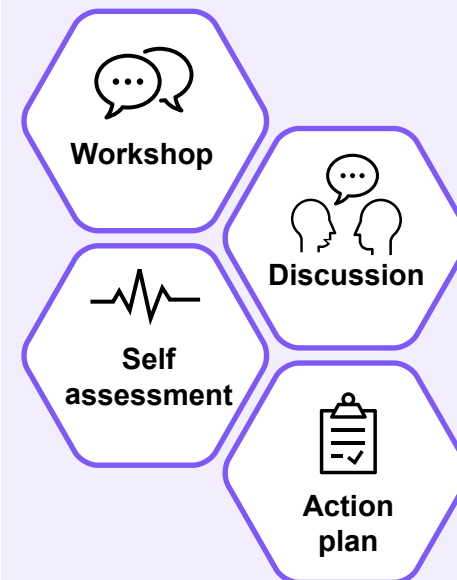 Workshop
Discussion
Self
assessment
Action
plan